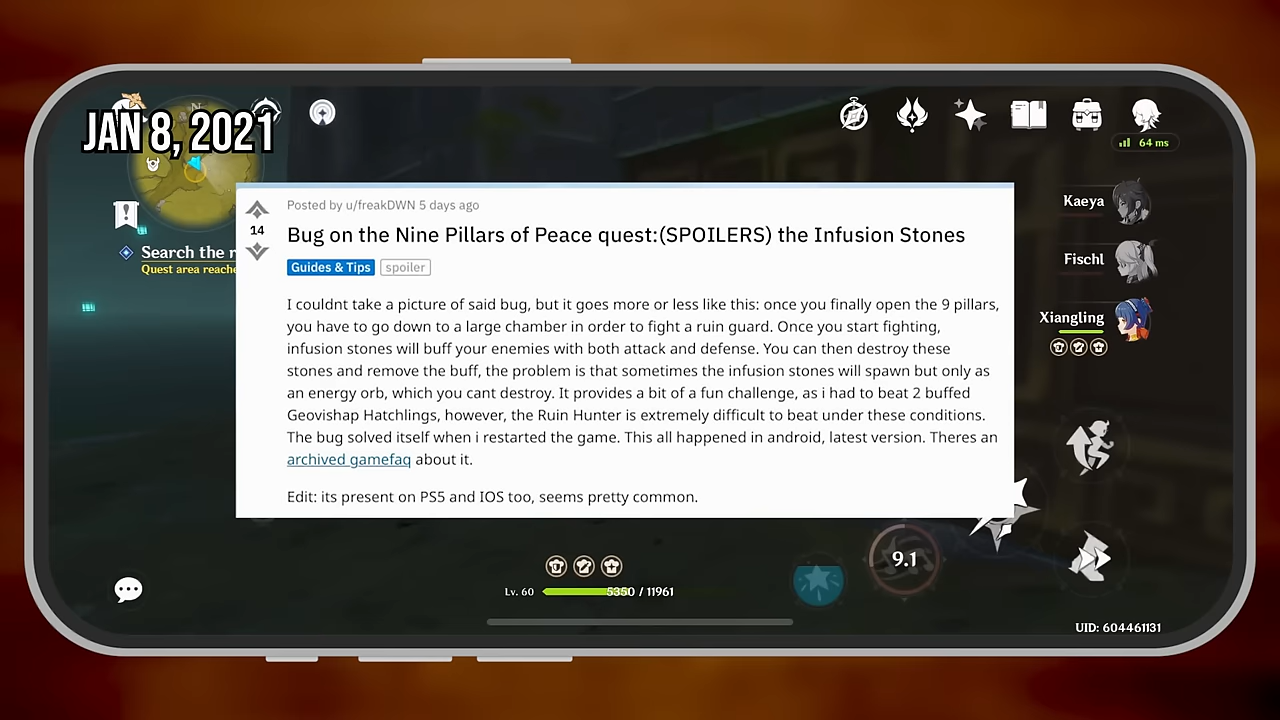 JAN 8, 2021
N
64 ms
Search the r
Quest area reache
Kaeya
Fischl
Xiangling
Posted by u/freakDWN 5 days ago
14
Bug on the Nine Pillars of Peace quest:(SPOILERS) the Infusion Stones
Guides & Tips spoiler
I couldnt take a picture of said bug, but it goes more or less like this: once you finally open the 9 pillars,
you have to go down to a large chamber in order to fight a ruin guard. Once you start fighting,
infusion stones will buff your enemies with both attack and defense. You can then destroy these
stones and remove the buff, the problem is that sometimes the infusion stones will spawn but only as
an energy orb, which you cant destroy. It provides a bit of a fun challenge, as i had to beat 2 buffed
Geovishap Hatchlings, however, the Ruin Hunter is extremely difficult to beat under these conditions.
The bug solved itself when i restarted the game. This all happened in android, latest version. Theres an
archived gamefaq about it.
Edit: its present on PS5 and IOS too, seems pretty common.
9.1
Lv. 60 5350 / 11961
UID: 604461131